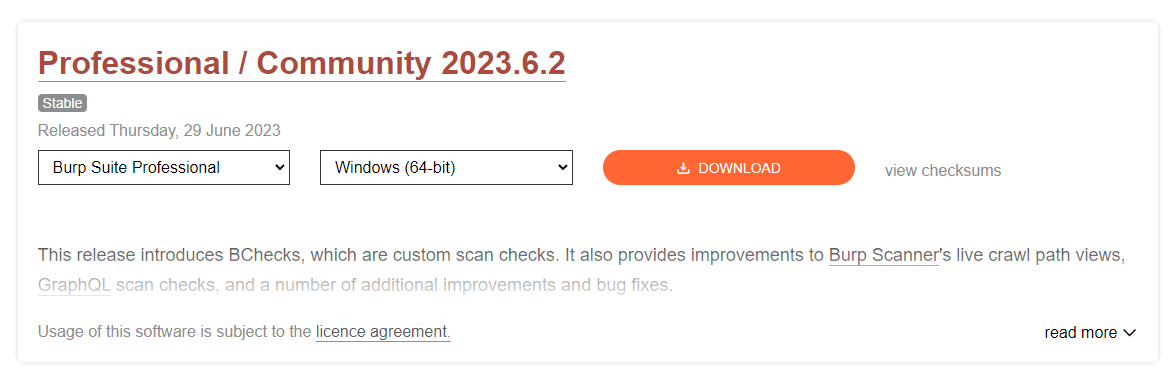 Professional / Community 2023.6.2
Stable
Released Thursday, 29 June 2023
Burp Suite Professional
Windows (64-bit)
DOWNLOAD
view checksums
This release introduces BChecks, which are custom scan checks. It also provides improvements to Burp Scanner's live crawl path views,
GraphQL scan checks, and a number of additional improvements and bug fixes.
Usage of this software is subject to the licence agreement.
read more